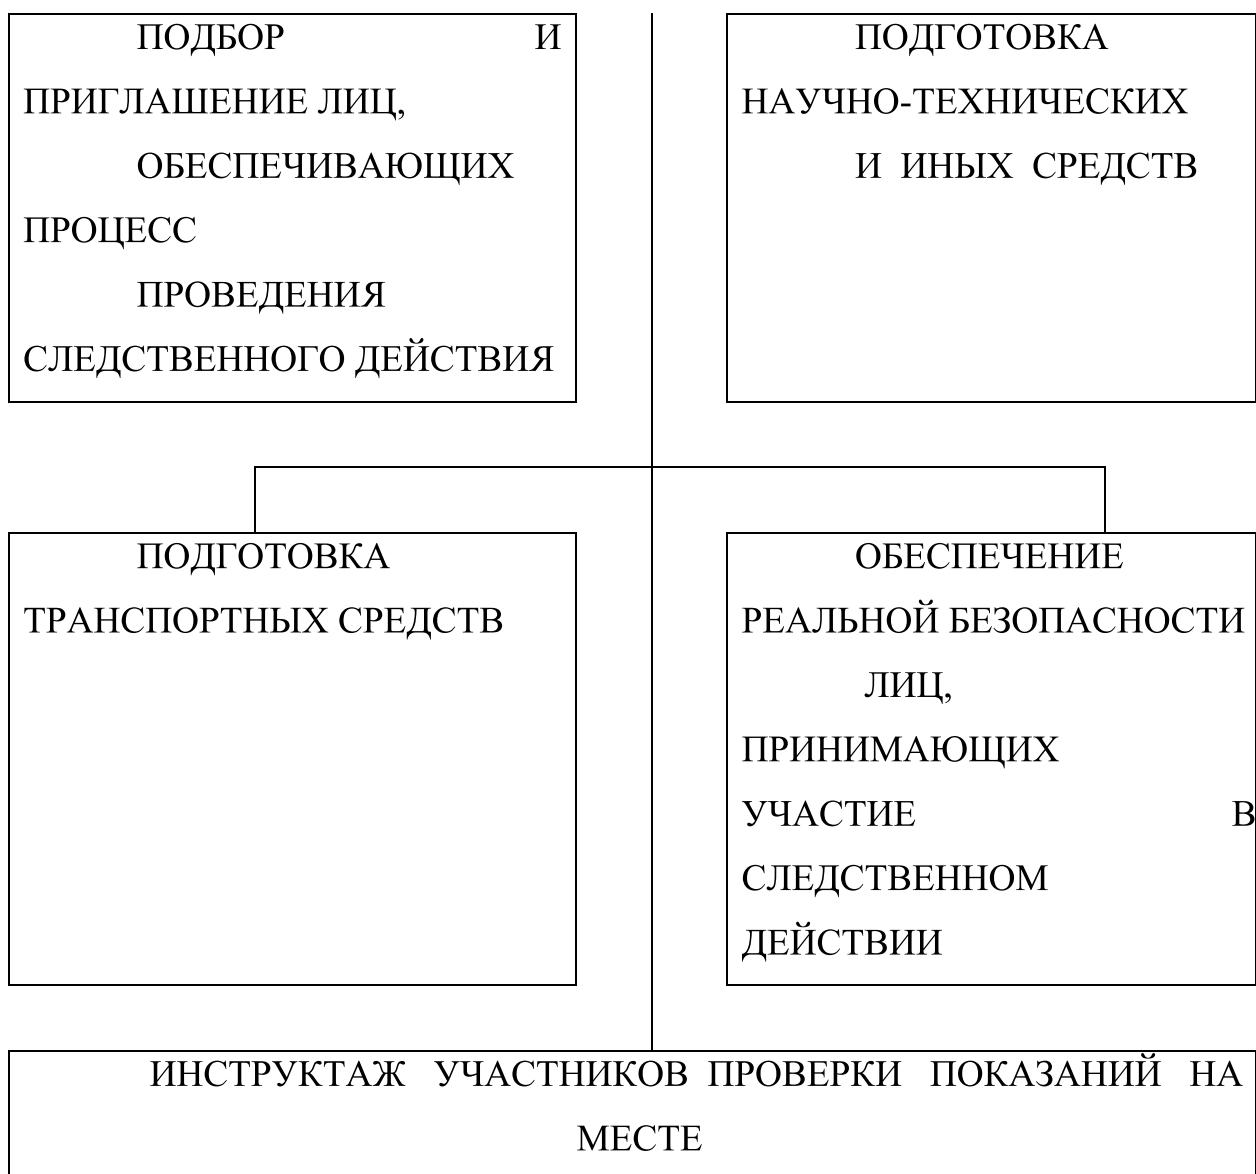 ПОДБОР И
ПРИГЛАШЕНИЕ ЛИЦ,
ОБЕСПЕЧИВАЮЩИХ
ПРОЦЕСС
ПРОВЕДЕНИЯ
СЛЕДСТВЕННОГО ДЕЙСТВИЯ
ПОДГОТОВКА
НАУЧНО-ТЕХНИЧЕСКИХ
И ИНЫХ СРЕДСТВ
ПОДГОТОВКА
ТРАНСПОРТНЫХ СРЕДСТВ
ОБЕСПЕЧЕНИЕ
РЕАЛЬНОЙ БЕЗОПАСНОСТИ
ЛИЦ,
ПРИНИМАЮЩИХ
УЧАСТИЕ В
СЛЕДСТВЕННОМ
ДЕЙСТВИИ
ИНСТРУКТАЖ УЧАСТНИКОВ ПРОВЕРКИ ПОКАЗАНИЙ НА
МЕСТЕ